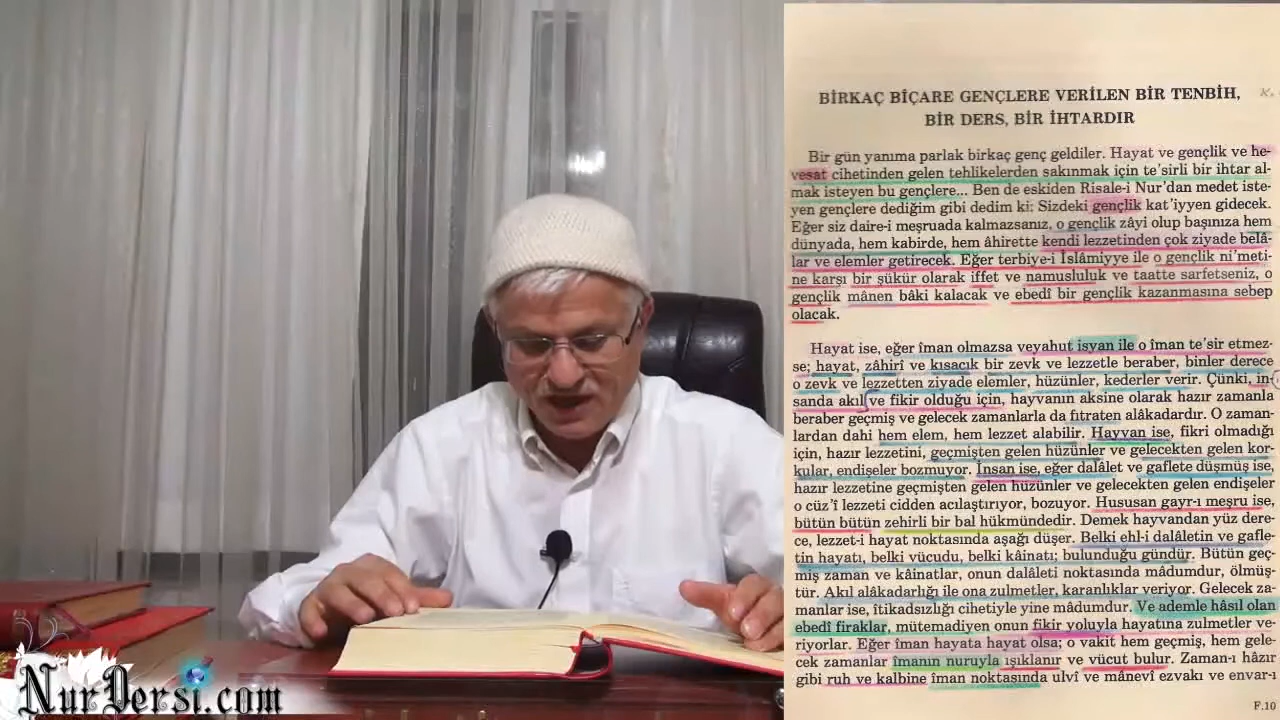 BİRKAÇ BİÇARE GENÇLERE VERİLEN BİR TENBİH,
BİR DERS, BİR İHTARDIR
Bir gün yanıma parlak birkaç genç geldiler. Hayat ve gençlik ve he-
vesat cihetinden gelen tehlikelerden sakınmak için te'sirli bir ihtar al-
mak isteyen bu gençlere... Ben de eskiden Risale-i Nur'dan medet iste-
yen gençlere dediğim gibi dedim ki: Sizdeki gençlik kat'iyyen gidecek.
Eğer siz daire-i meşruada kalmazsanız, o gençlik zâyi olup başınıza hem
dünyada, hem kabirde, hem âhirette kendi lezzetinden çok ziyade belâ-
lar ve elemler getirecek. Eğer terbiye-i İslâmiyye ile o gençlik ni'meti-
ne karşı bir şükür olarak iffet ve namusluluk ve taatte sarfetseniz, o
gençlik mânen bâki kalacak ve ebedî bir gençlik kazanmasına sebep
olacak.
Hayat ise, eğer îman olmazsa veyahut isyan ile o îman te'sir etmez-
se; hayat, zâhirî ve kısacık bir zevk ve lezzetle beraber, binler derece
o zevk ve lezzetten ziyade elemler, hüzünler, kederler verir. Çünki, in-
sanda akıl ve fikir olduğu için, hayvanın aksine olarak hazır zamanla
beraber geçmiş ve gelecek zamanlarla da fıtraten alâkadardır. O zaman-
lardan dahi hem elem, hem lezzet alabilir. Hayvan ise, fikri olmadığı
için, hazır lezzetini, geçmişten gelen hüzünler ve gelecekten gelen kor-
kular, endişeler bozmuyor. İnsan ise, eğer dalâlet ve gaflete düşmüş ise,
hazır lezzetine geçmişten gelen hüzünler ve gelecekten gelen endişeler
o cüz'î lezzeti cidden acılaştırıyor, bozuyor. Hususan gayr-ı meşru ise,
bütün bütün zehirli bir bal hükmündedir. Demek hayvandan yüz dere-
ce, lezzet-i hayat noktasında aşağı düşer. Belki ehl-i dalâletin ve gafle-
tin hayatı, belki vücudu, belki kâinatı; bulunduğu gündür. Bütün geç-
miş zaman ve kâinatlar, onun dalâleti noktasında mâdumdur, ölmüş-
tür. Akıl alâkadarlığı ile ona zulmetler, karanlıklar veriyor. Gelecek za-
manlar ise, îtikadsızlığı cihetiyle yine mâdumdur. Ve ademle hâsıl olan
ebedî firaklar, mütemadiyen onun fikir yoluyla hayatına zulmetler ve-
riyorlar. Eğer îman hayata hayat olsa; o vakit hem geçmiş, hem gele-
cek zamanlar îmanın nuruyla ışıklanır ve vücut bulur. Zaman-ı hâzır
gibi ruh ve kalbine îman noktasında ulvî ve mânevî ezvakı ve envar-ı
F.10
NurDersi.com